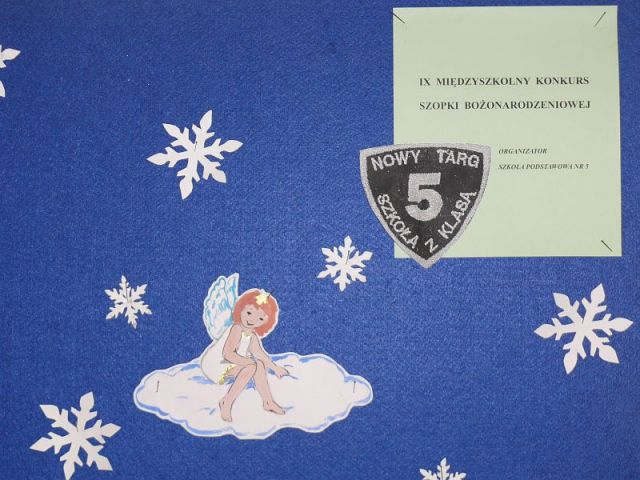 IX MIĘDZYSZKOLNY KONKURS
SZOPKI BOŻONARODZENIOWEJ
ORGANIZATOR
SZKOŁA PODSTAWOWA NR 5
NOWY TARG
5
SZKOŁA Z KLASĄ